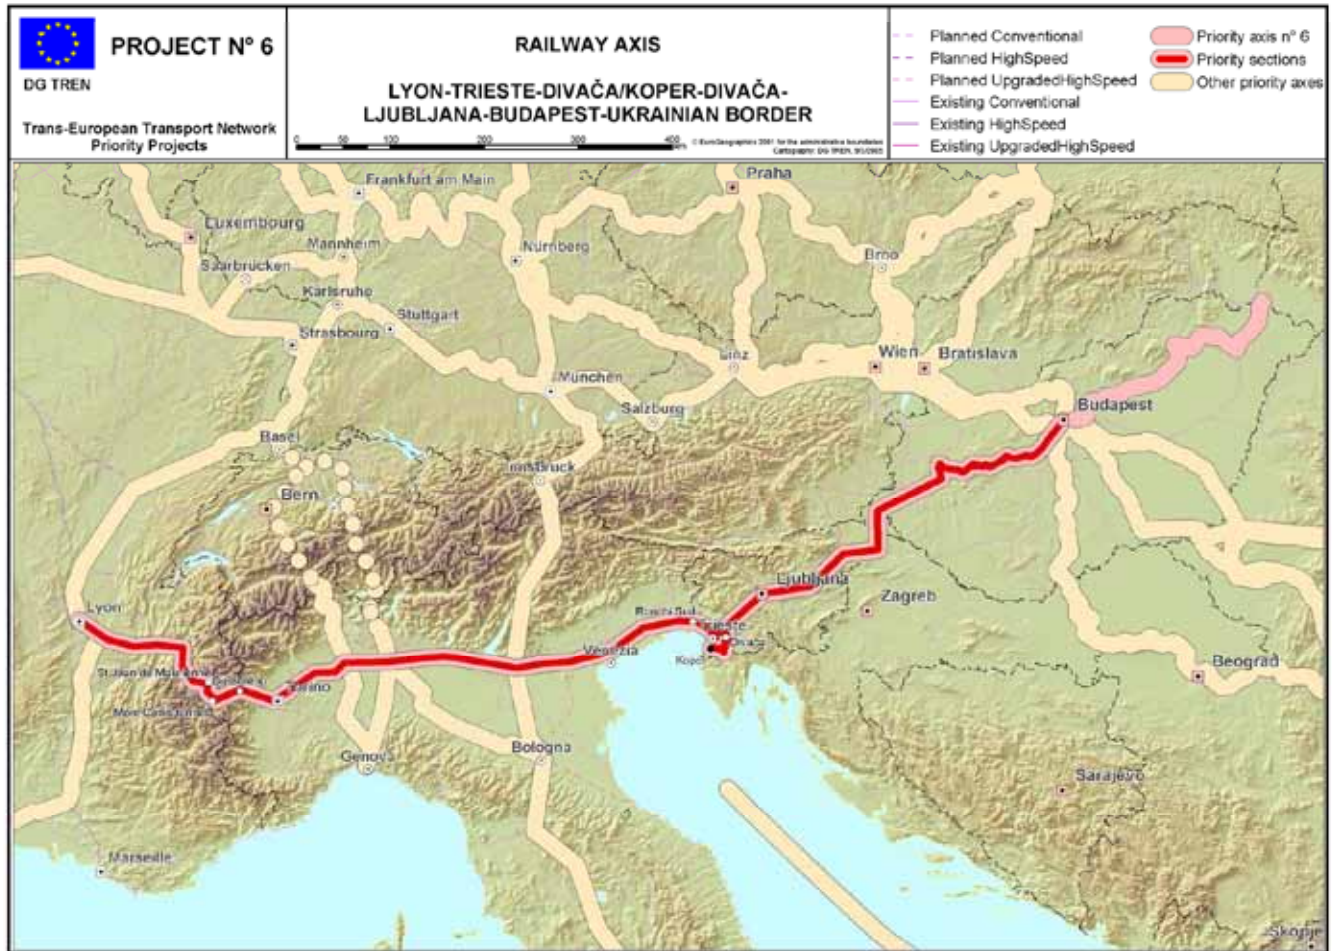 PROJECT N° 6
DG TREN
Trans-European Transport Network
Priority Projects
RAILWAY AXIS
LYON-TRIESTE-DIVAČA/KOPER-DIVAČA-
LJUBLJANA-BUDAPEST-UKRAINIAN BORDER
0 50 100 200 300 400
Planned Conventional
Planned HighSpeed
Planned UpgradedHighSpeed
Existing Conventional
Existing HighSpeed
Existing UpgradedHighSpeed
Priority axis n° 6
Priority sections
Other priority axes
Frankfurt am Main
Praha
Luxembourg
Mannheim
Nürnberg
Saarbrücken
Brno
Karlsruhe
Stuttgart
Strasbourg
Linz
Wien
Bratislava
München
Salzburg
Budapest
Basel
Innsbruck
Bern
Ljubljana
Lyon
Zagreb
Trieste
Divača
Koper
Venezia
Beograd
Torino
Bologna
Genova
Sarajevo
Marseille
Skopje